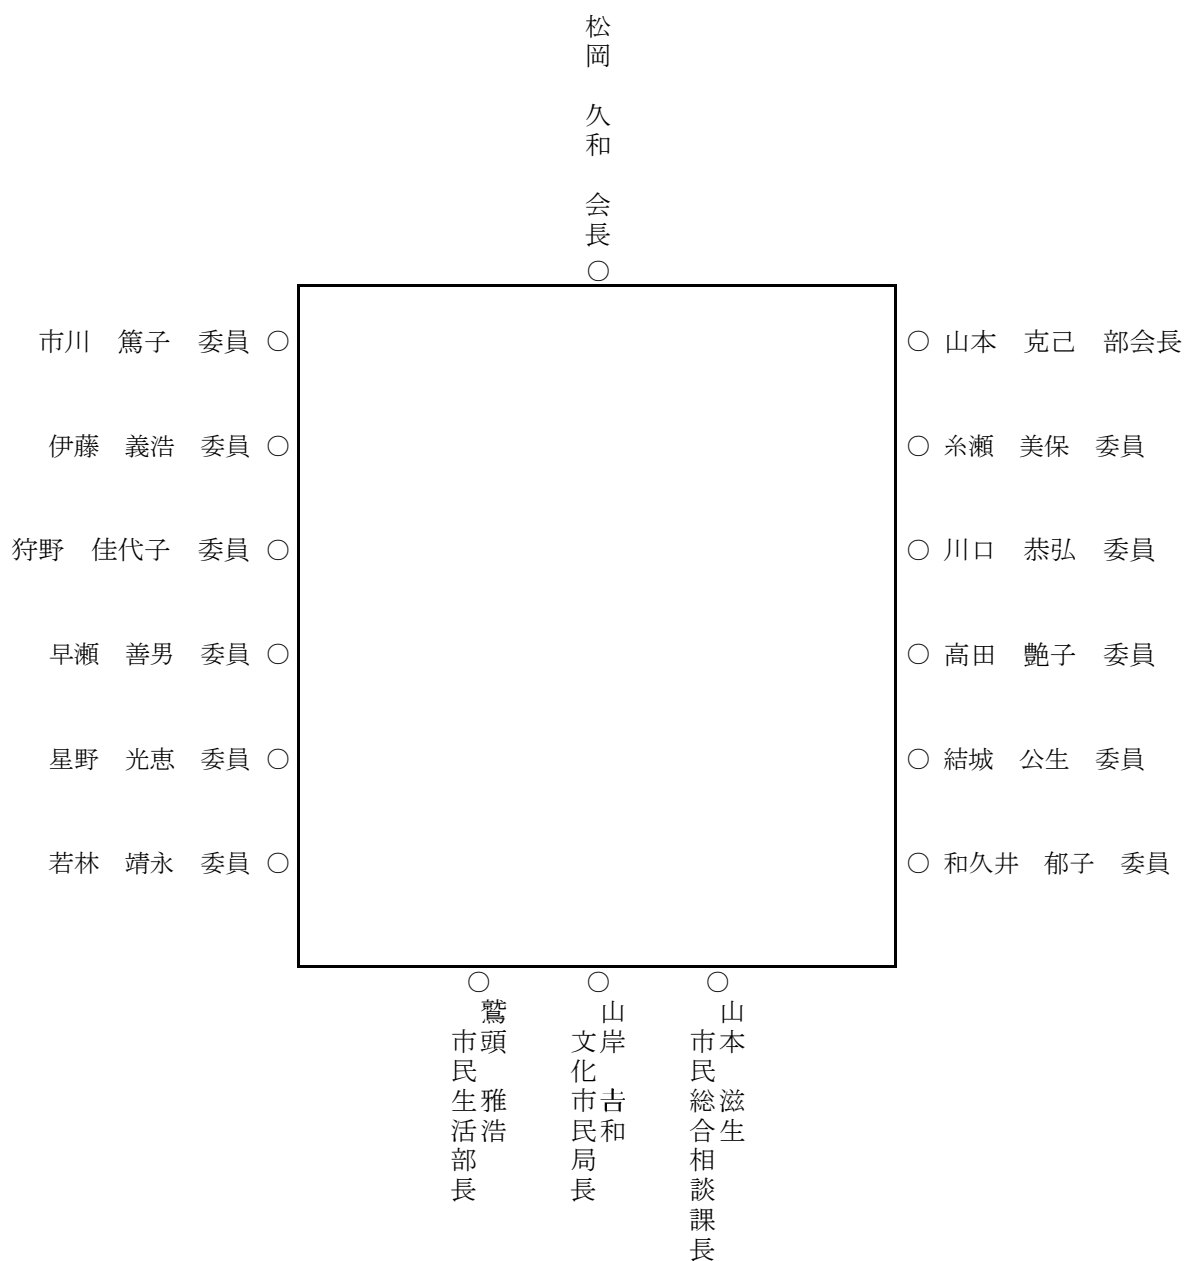 松岡　久和　会長○
市川　篤子　委員 ○
○ 山本　克己　部会長
伊藤　義浩　委員 ○
○ 糸瀬　美保　委員
狩野　佳代子　委員 ○
○ 川口　恭弘　委員
早瀬　善男　委員 ○
○ 高田　艶子　委員
星野　光恵　委員 ○
○ 結城　公生　委員
若林　靖永　委員 ○
○ 和久井　郁子　委員
○山本　滋生
市民総合相談課長
○山岸　𠮷和
文化市民局長
○鷲頭　雅浩
市民生活部長